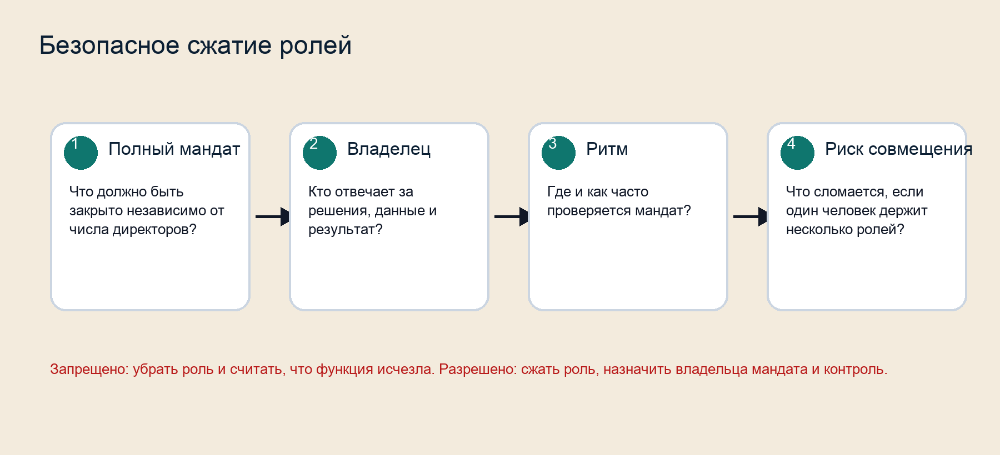 Безопасное сжатие ролей
1 Полный мандат
Что должно быть
закрыто независимо от
числа директоров?
2 Владелец
Кто отвечает за
решения, данные и
результат?
3 Ритм
Где и как часто
проверяется мандат?
4 Риск совмещения
Что сломается, если
один человек держит
несколько ролей?
Запрещено: убрать роль и считать, что функция исчезла. Разрешено: сжать роль, назначить владельца мандата и контроль.